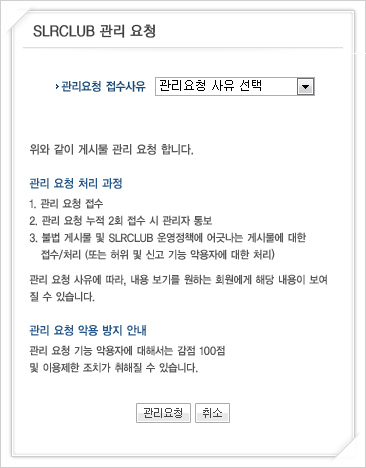 SLRCLUB 관리 요청
관리요청 접수사유 관리요청 사유 선택
위와 같이 게시물 관리 요청 합니다.
관리 요청 처리 과정
1. 관리 요청 접수
2. 관리 요청 누적 2회 접수 시 관리자 통보
3. 불법 게시물 및 SLRCLUB 운영정책에 어긋나는 게시물에 대한
접수/처리 (또는 허위 및 신고 기능 악용자에 대한 처리)
관리 요청 사유에 따라, 내용 보기를 원하는 회원에게 해당 내용이 보여
질 수 있습니다.
관리 요청 악용 방지 안내
관리 요청 기능 악용자에 대해서는 감점 100점
및 이용제한 조치가 취해질 수 있습니다.
관리요청 취소